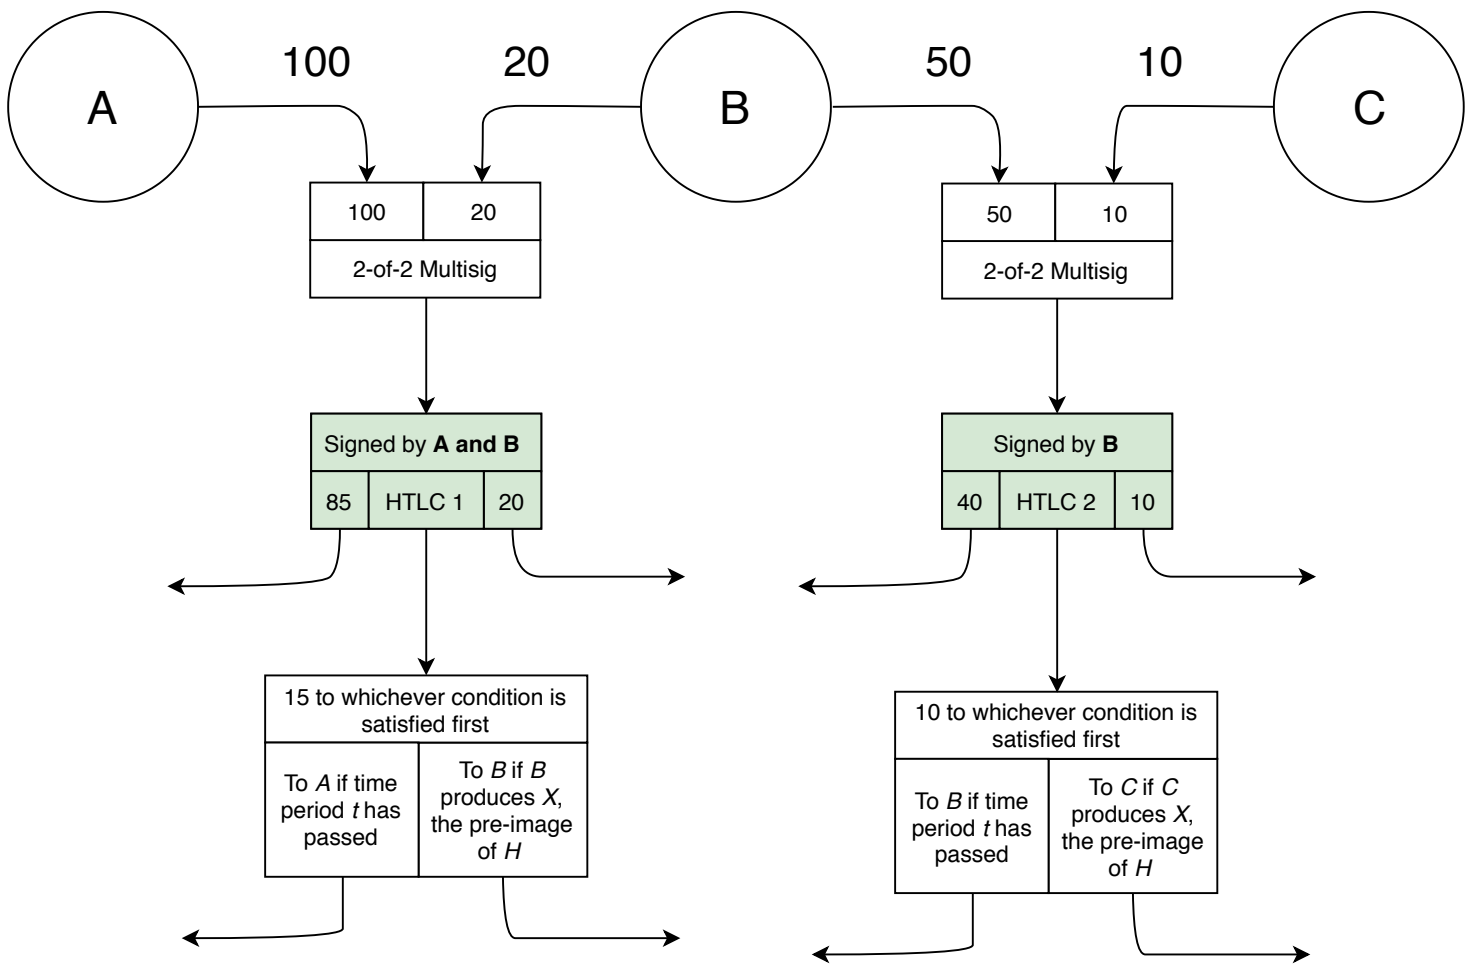 A
100
20
B
50
10
C
100
20
2-of-2 Multisig
50
10
2-of-2 Multisig
Signed by A and B
85
HTLC 1
20
Signed by B
40
HTLC 2
10
15 to whichever condition is
satisfied first
To A if time
period t has
passed
To B if B
produces X,
the pre-image
of H
10 to whichever condition is
satisfied first
To B if time
period t has
passed
To C if C
produces X,
the pre-image
of H